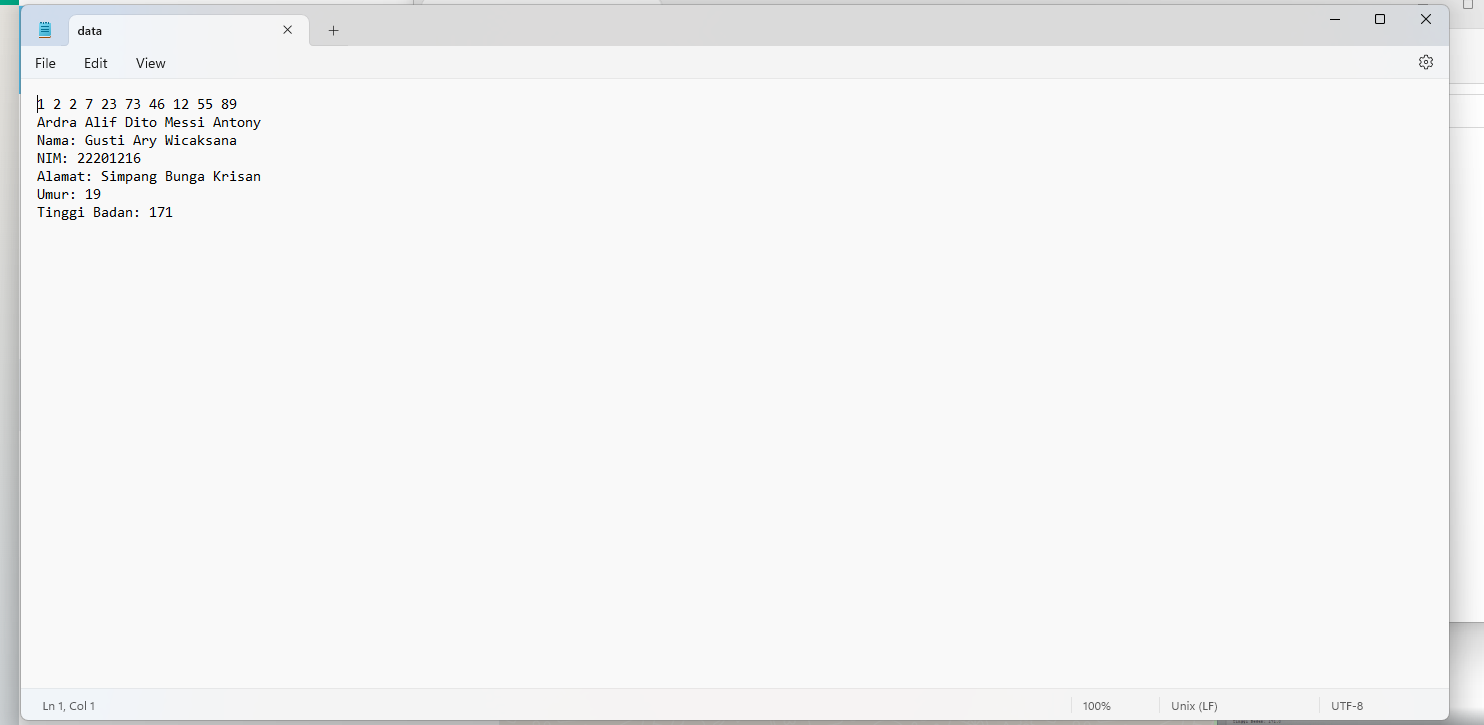 data
File Edit View
1 2 2 7 23 73 46 12 55 89
Ardra Alif Dito Messi Antony
Nama: Gusti Ary Wicaksana
NIM: 22201216
Alamat: Simpang Bunga Krisan
Umur: 19
Tinggi Badan: 171
Ln 1, Col 1 100% Unix (LF) UTF-8